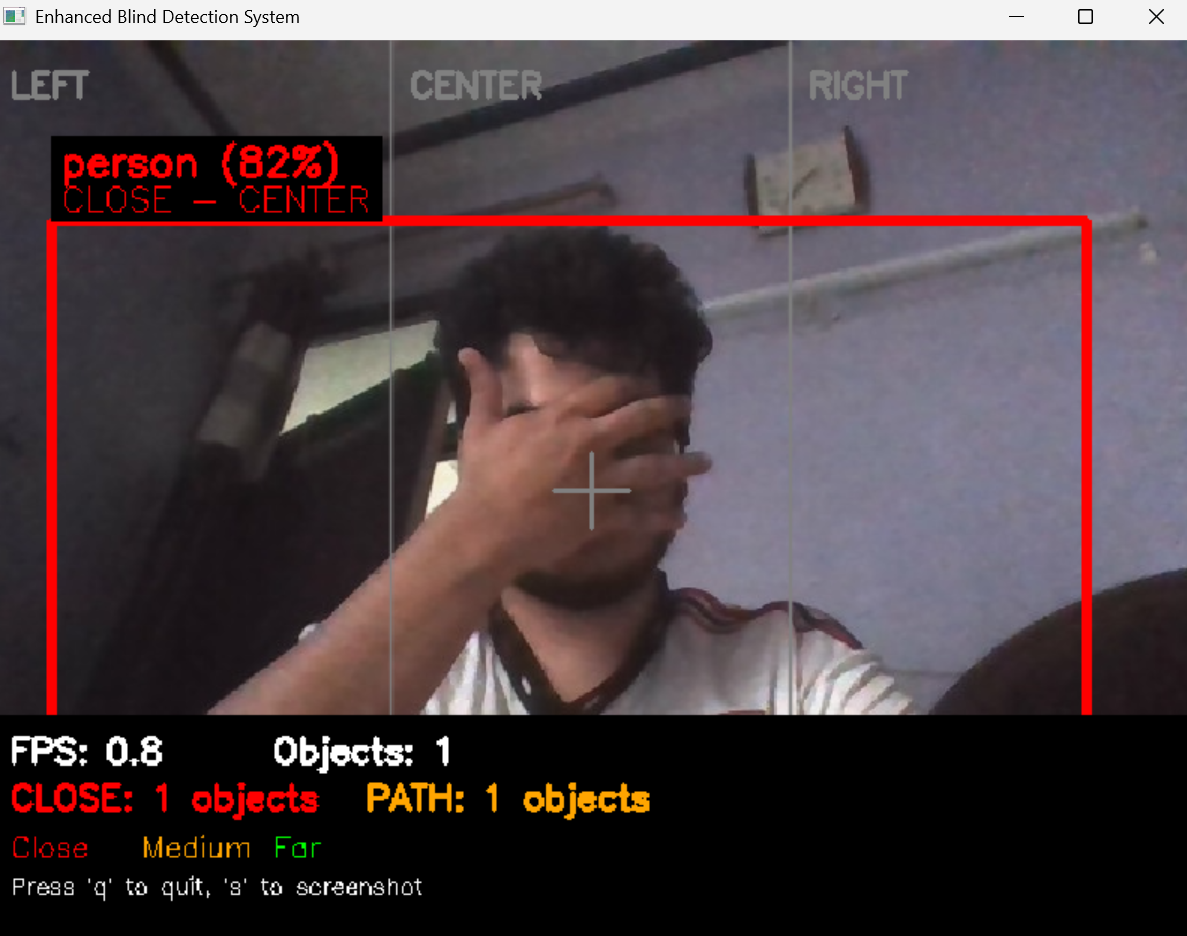 Enhanced Blind Detection System
LEFT CENTER RIGHT
person (82%)
CLOSE - CENTER
FPS: 0.8 Objects: 1
CLOSE: 1 objects PATH: 1 objects
Close Medium Far
Press 'q' to quit, 's' to screenshot